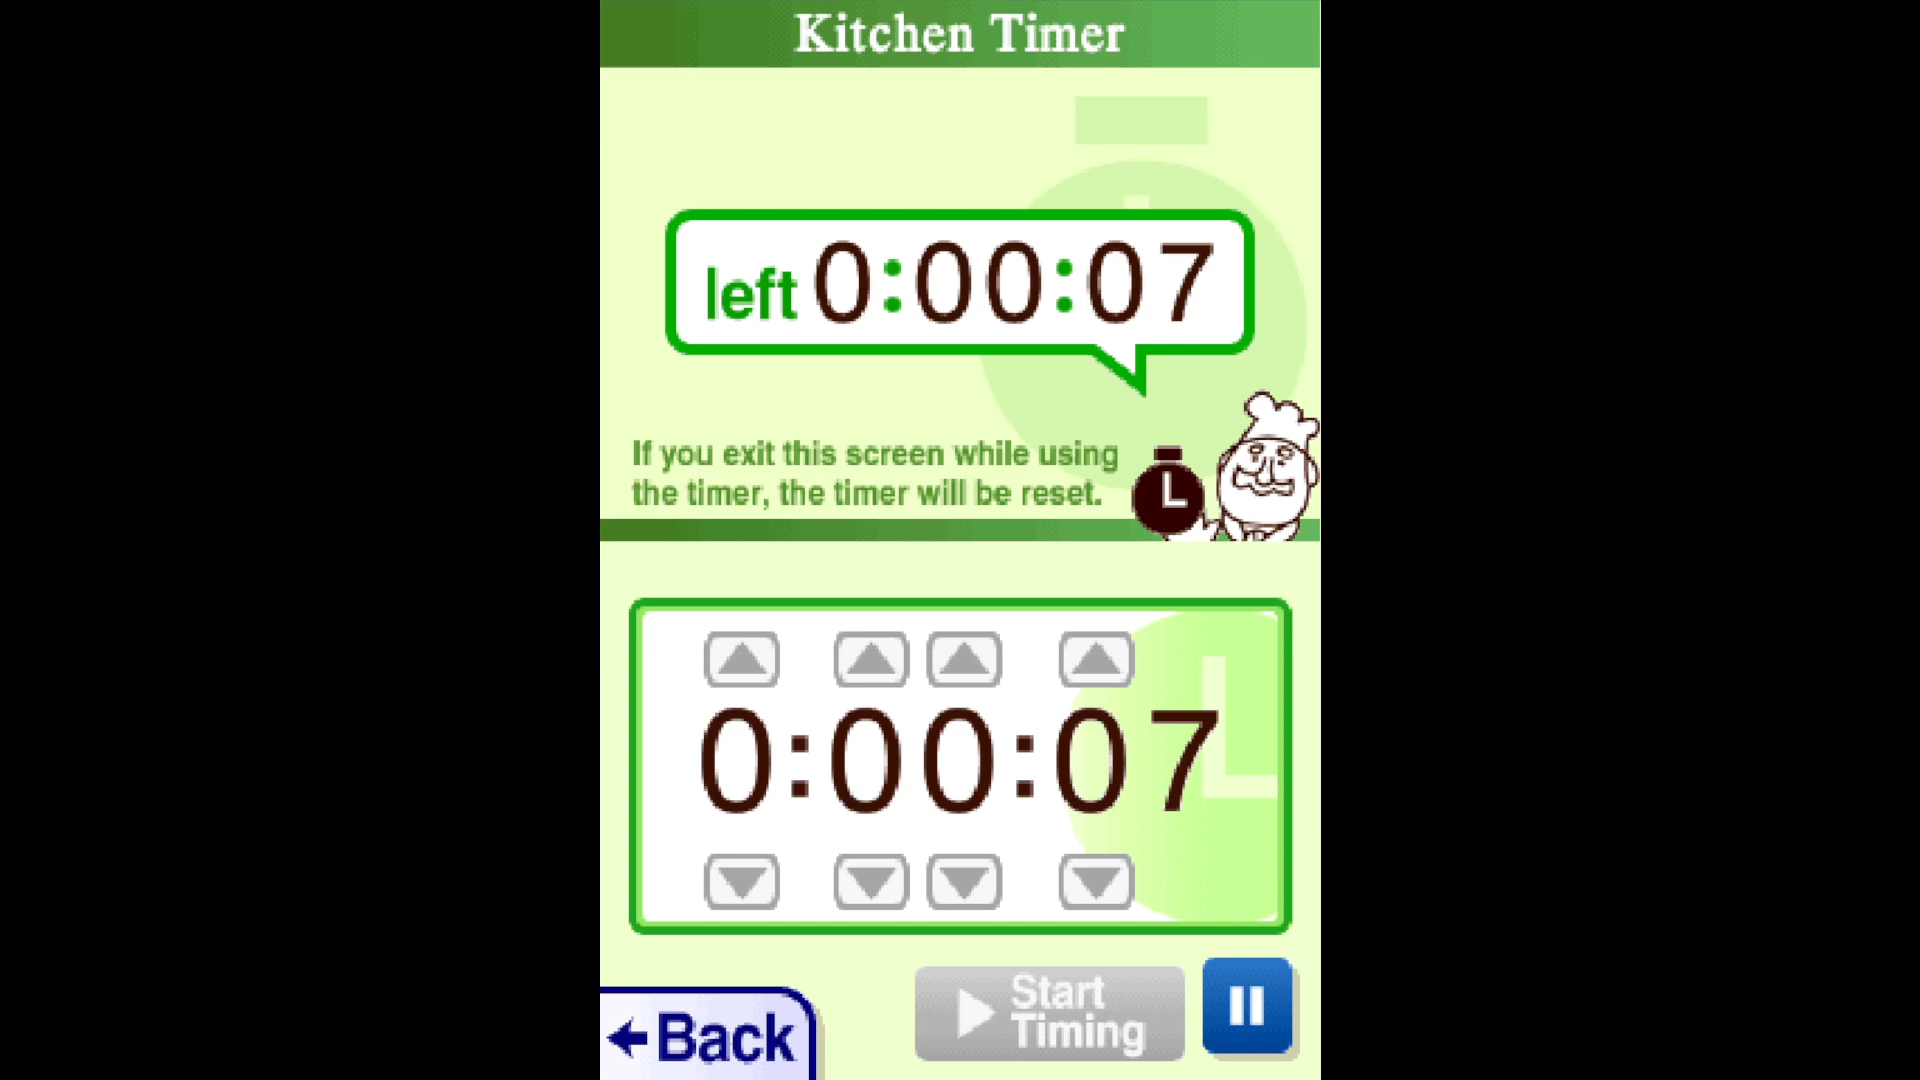 Kitchen Timer
left 0:00:07
If you exit this screen while using
the timer, the timer will be reset.
0:00:07
Start
Timing
Back